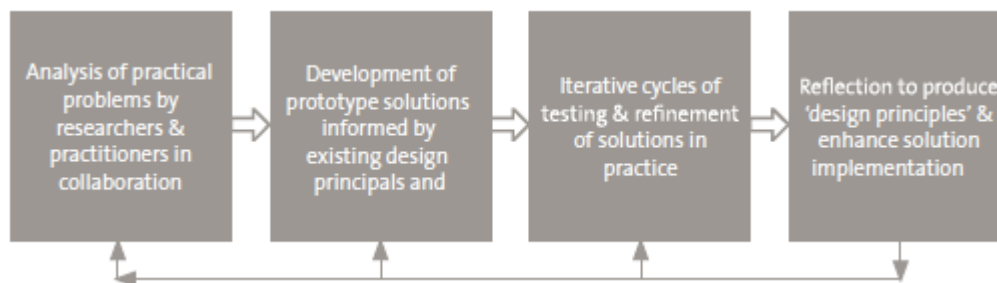 Analysis of practical
problems by
researchers &
practitioners in
collaboration
Development of
prototype solutions
informed by
existing design
principals and
Iterative cycles of
testing & refinement
of solutions in
practice
Reflection to produce
‘design principles’ &
enhance solution
implementation